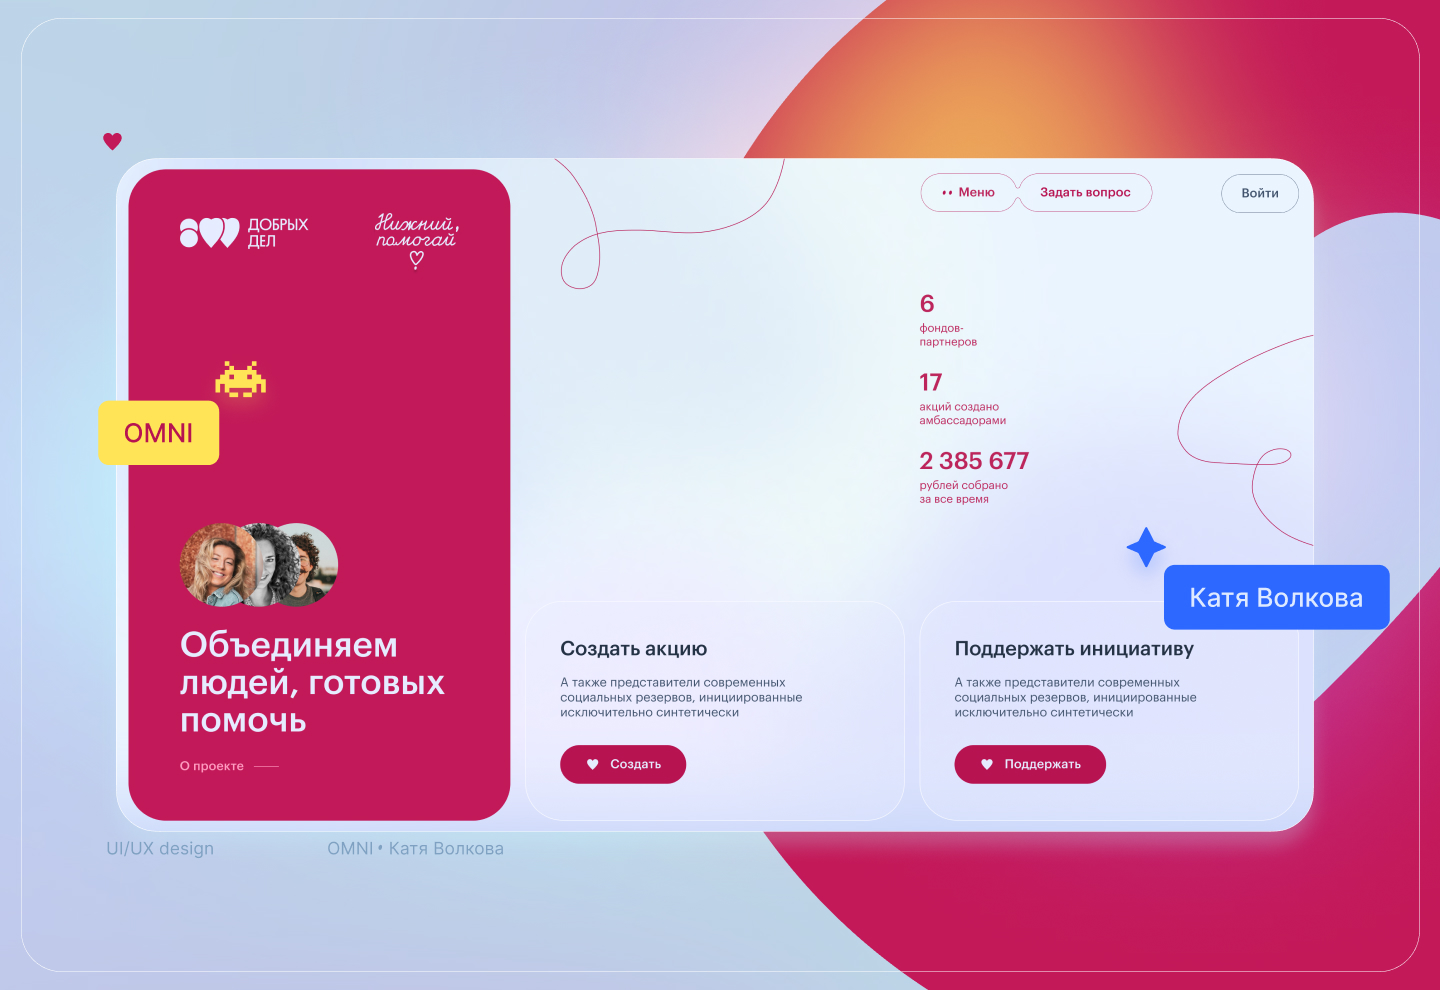 ДОБРЫХ
ДЕЛ
Нижний,
помогай
Меню
Задать вопрос
Войти
6
фондов-
партнеров
17
акций создано
амбассадорами
2 385 677
рублей собрано
за все время
OMNI
Катя Волкова
Объединяем
людей, готовых
помочь
О проекте
Создать акцию
А также представители современных
социальных резервов, инициированные
исключительно синтетически
Создать
Поддержать инициативу
А также представители современных
социальных резервов, инициированные
исключительно синтетически
Поддержать
UI/UX design
OMNI • Катя Волкова